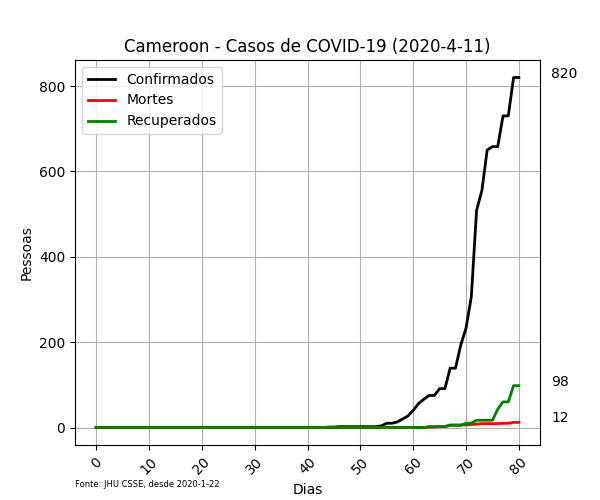 Cameroon - Casos de COVID-19 (2020-4-11)
Confirmados
Mortes
Recuperados
820
98
12
800
600
400
200
0
Pessoas
0 10 20 30 40 50 60 70 80
Dias
Fonte: JHU CSSE, desde 2020-1-22